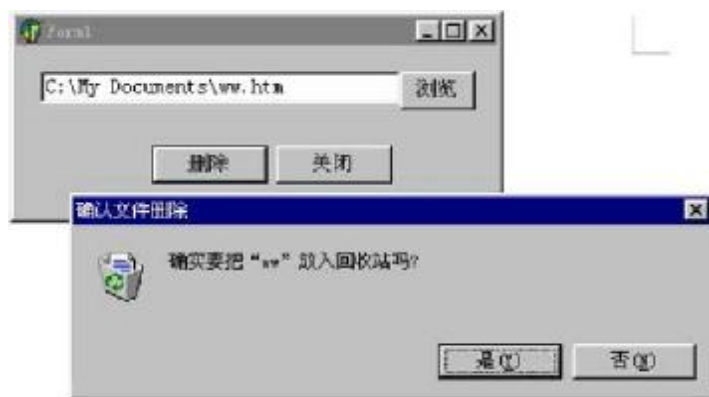 Form1
C:\My Documents\ww.htm 浏览
删除 关闭
确认文件删除
确实要把“ww”放入回收站吗?
是(Y) 否(N)